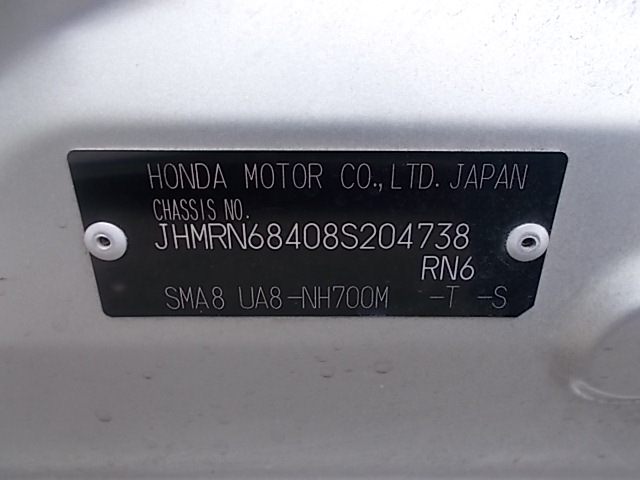 HONDA MOTOR CO.,LTD. JAPAN
CHASSIS NO.
JHMRN68408S204738
RN6
SMA8 UA8-NH700M -T -S